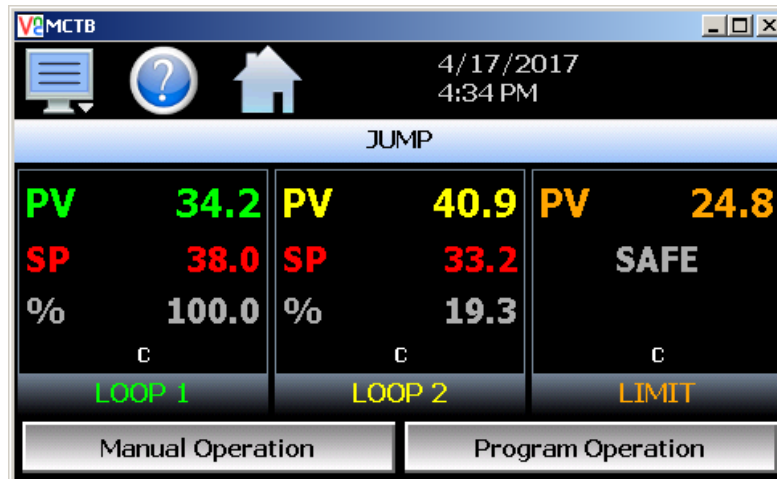 V2 MCTB
?
4/17/2017
4:34 PM
JUMP
PV 34.2 PV 40.9 PV 24.8
SP 38.0 SP 33.2 SAFE
% 100.0 % 19.3
C C C
LOOP 1 LOOP 2 LIMIT
Manual Operation Program Operation